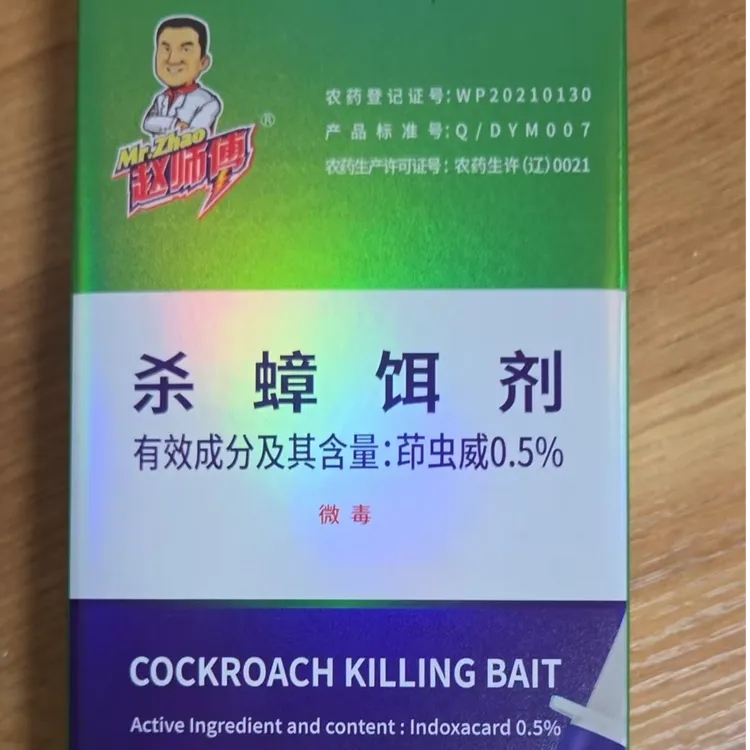 Mr.Zhao
赵师傅®
农药登记证号:WP20210130
产品标准号:Q/DYM007
农药生产许可证号:农药生许(辽)0021
杀蟑饵剂
有效成分及其含量:茚虫威0.5%
微毒
COCKROACH KILLING BAIT
Active Ingredient and content : Indoxacard 0.5%